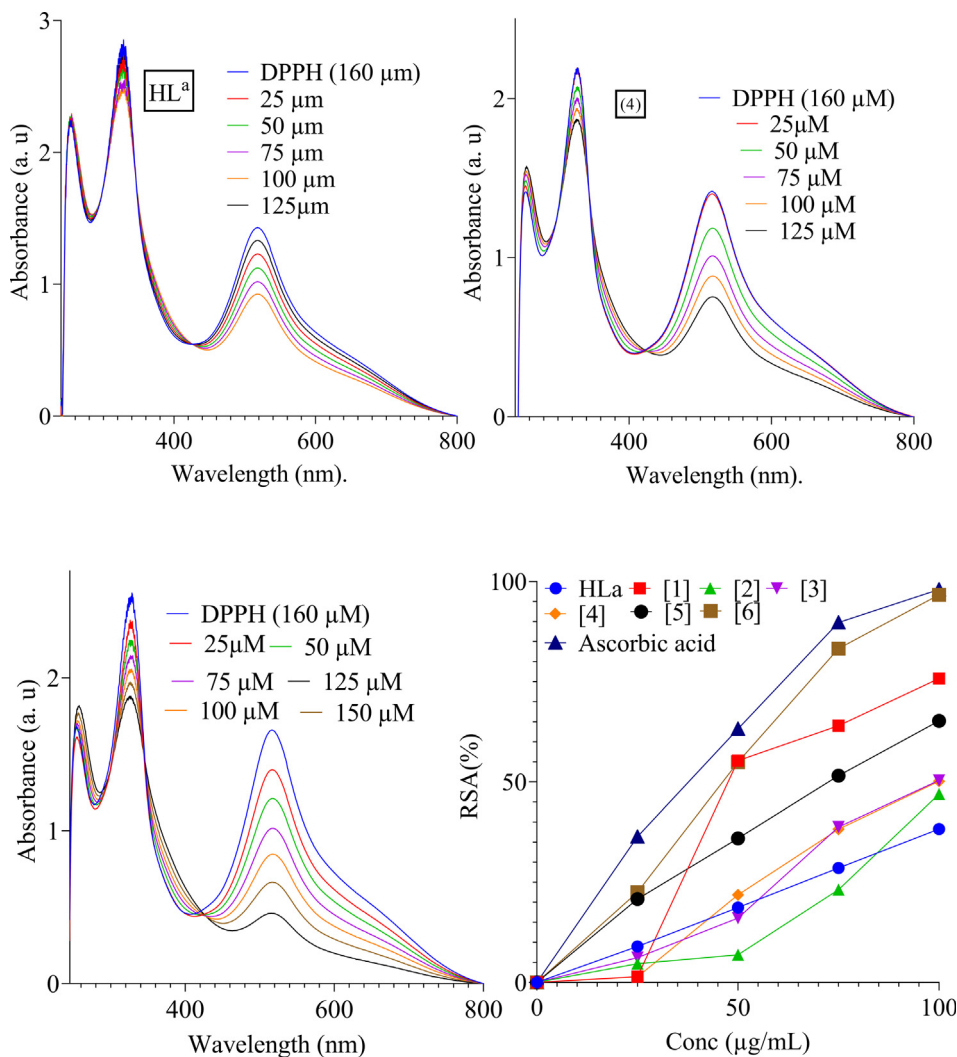 3
2
1
0
Absorbance (a. u)
HLᵃ
DPPH (160 µm)
25 µm
50 µm
75 µm
100 µm
125µm
400
600
800
Wavelength (nm).
2
1
0
Absorbance (a. u)
(4)
DPPH (160 µM)
25µM
50 µM
75 µM
100 µM
125 µM
400
600
800
Wavelength (nm).
2
1
0
Absorbance (a. u)
DPPH (160 µM)
25µM 50 µM
75 µM 125 µM
100 µM 150 µM
200
400
600
800
Wavelength (nm)
100
50
0
RSA(%)
HLa [1] [2] [3]
[4] [5] [6]
Ascorbic acid
0
50
100
Conc (µg/mL)